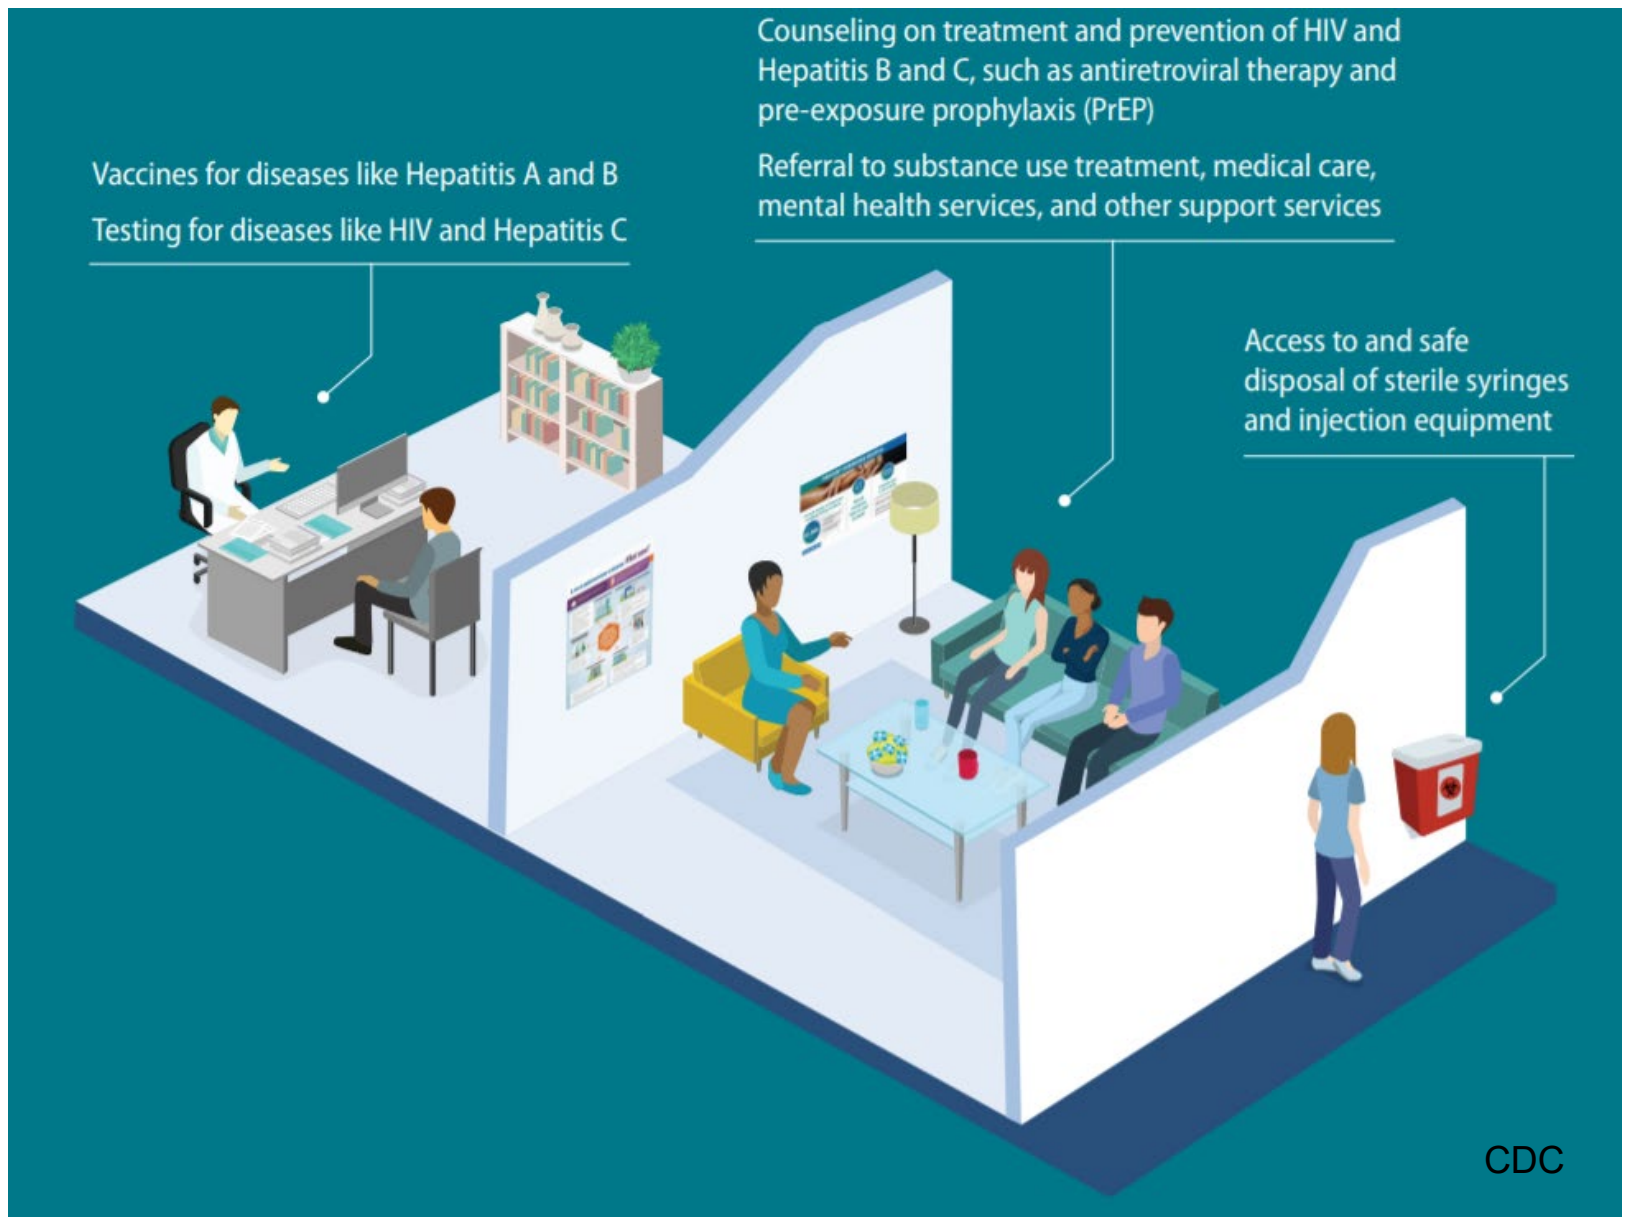 Counseling on treatment and prevention of HIV and
Hepatitis B and C, such as antiretroviral therapy and
pre-exposure prophylaxis (PrEP)
Referral to substance use treatment, medical care,
mental health services, and other support services
Vaccines for diseases like Hepatitis A and B
Testing for diseases like HIV and Hepatitis C
Access to and safe
disposal of sterile syringes
and injection equipment
CDC